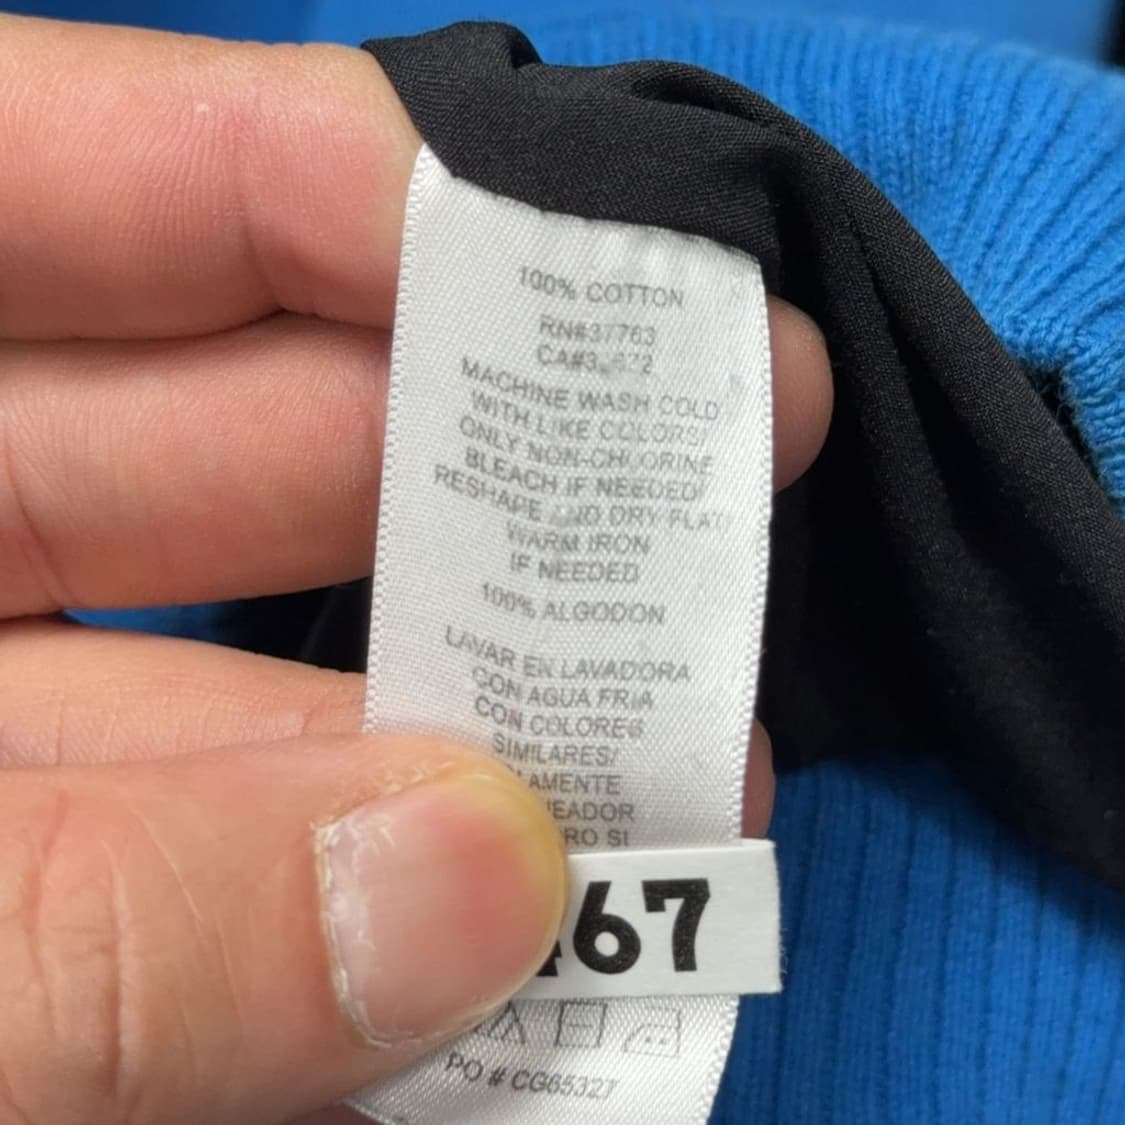 100% COTTON
RN#37763
MACHINE WASH COLD
WITH LIKE COLORS/
ONLY NON-CHLORINE
BLEACH IF NEEDED/
RESHAPE AND DRY FLAT/
WARM IRON
IF NEEDED
100% ALGODON
LAVAR EN LAVADORA
CON AGUA FRIA
CON COLORES
SIMILARES/
67
PO # CG65327